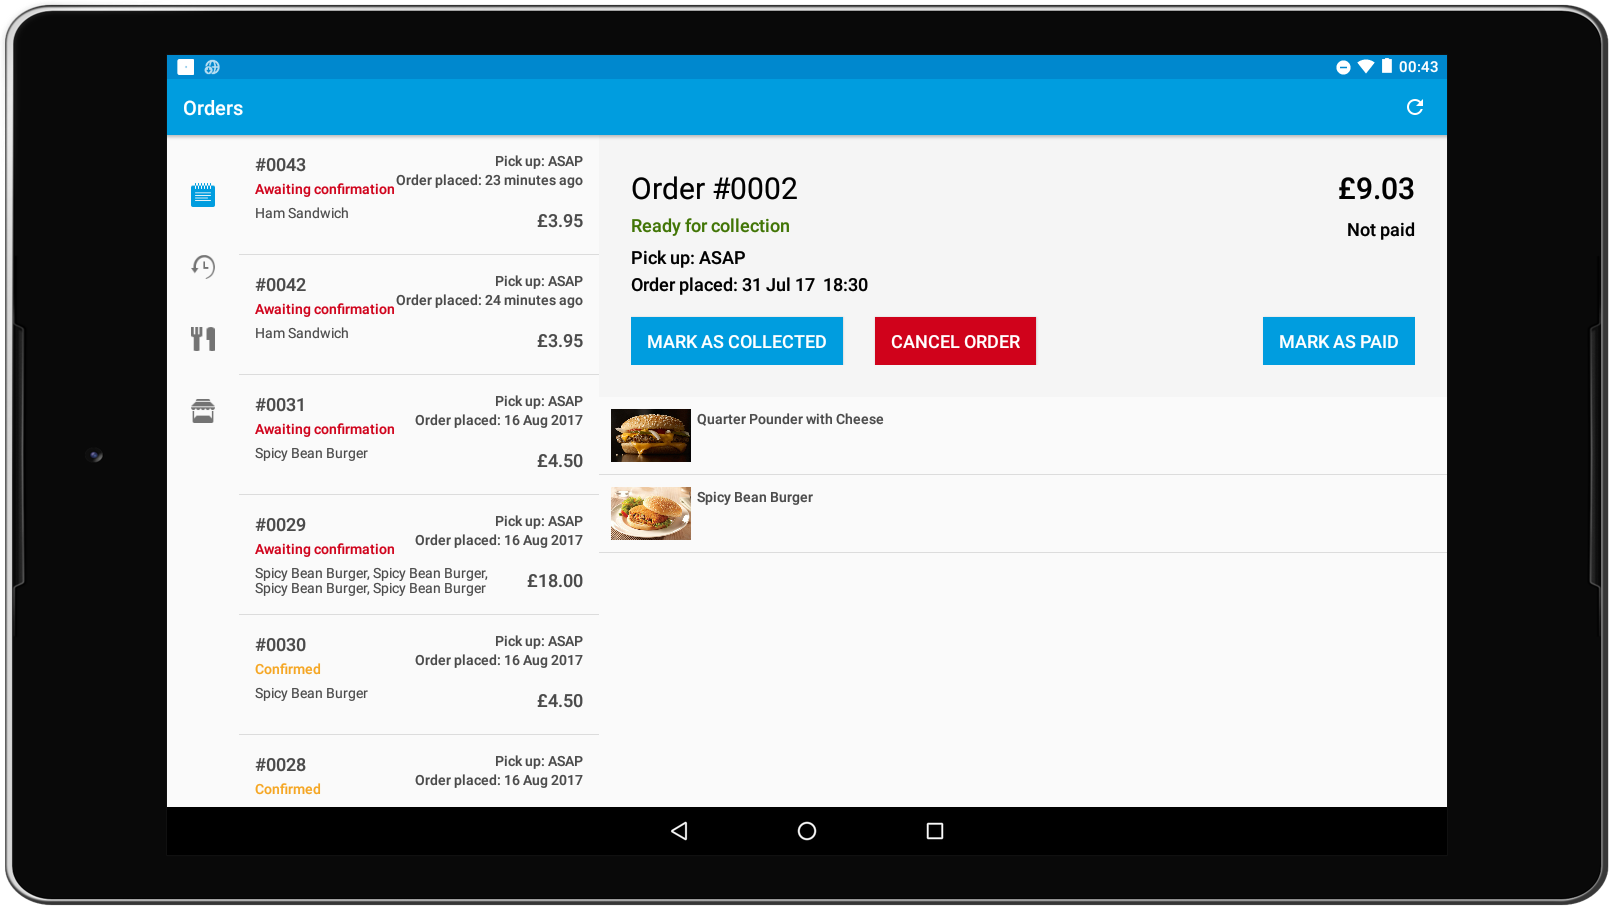 00:43
Orders
#0043
Pick up: ASAP
Awaiting confirmation
Order placed: 23 minutes ago
Ham Sandwich
£3.95
#0042
Pick up: ASAP
Awaiting confirmation
Order placed: 24 minutes ago
Ham Sandwich
£3.95
#0031
Pick up: ASAP
Awaiting confirmation
Order placed: 16 Aug 2017
Spicy Bean Burger
£4.50
#0029
Pick up: ASAP
Awaiting confirmation
Order placed: 16 Aug 2017
Spicy Bean Burger, Spicy Bean Burger,
Spicy Bean Burger, Spicy Bean Burger
£18.00
#0030
Pick up: ASAP
Confirmed
Order placed: 16 Aug 2017
Spicy Bean Burger
£4.50
#0028
Pick up: ASAP
Confirmed
Order placed: 16 Aug 2017
Order #0002
£9.03
Ready for collection
Not paid
Pick up: ASAP
Order placed: 31 Jul 17 18:30
MARK AS COLLECTED
CANCEL ORDER
MARK AS PAID
Quarter Pounder with Cheese
Spicy Bean Burger